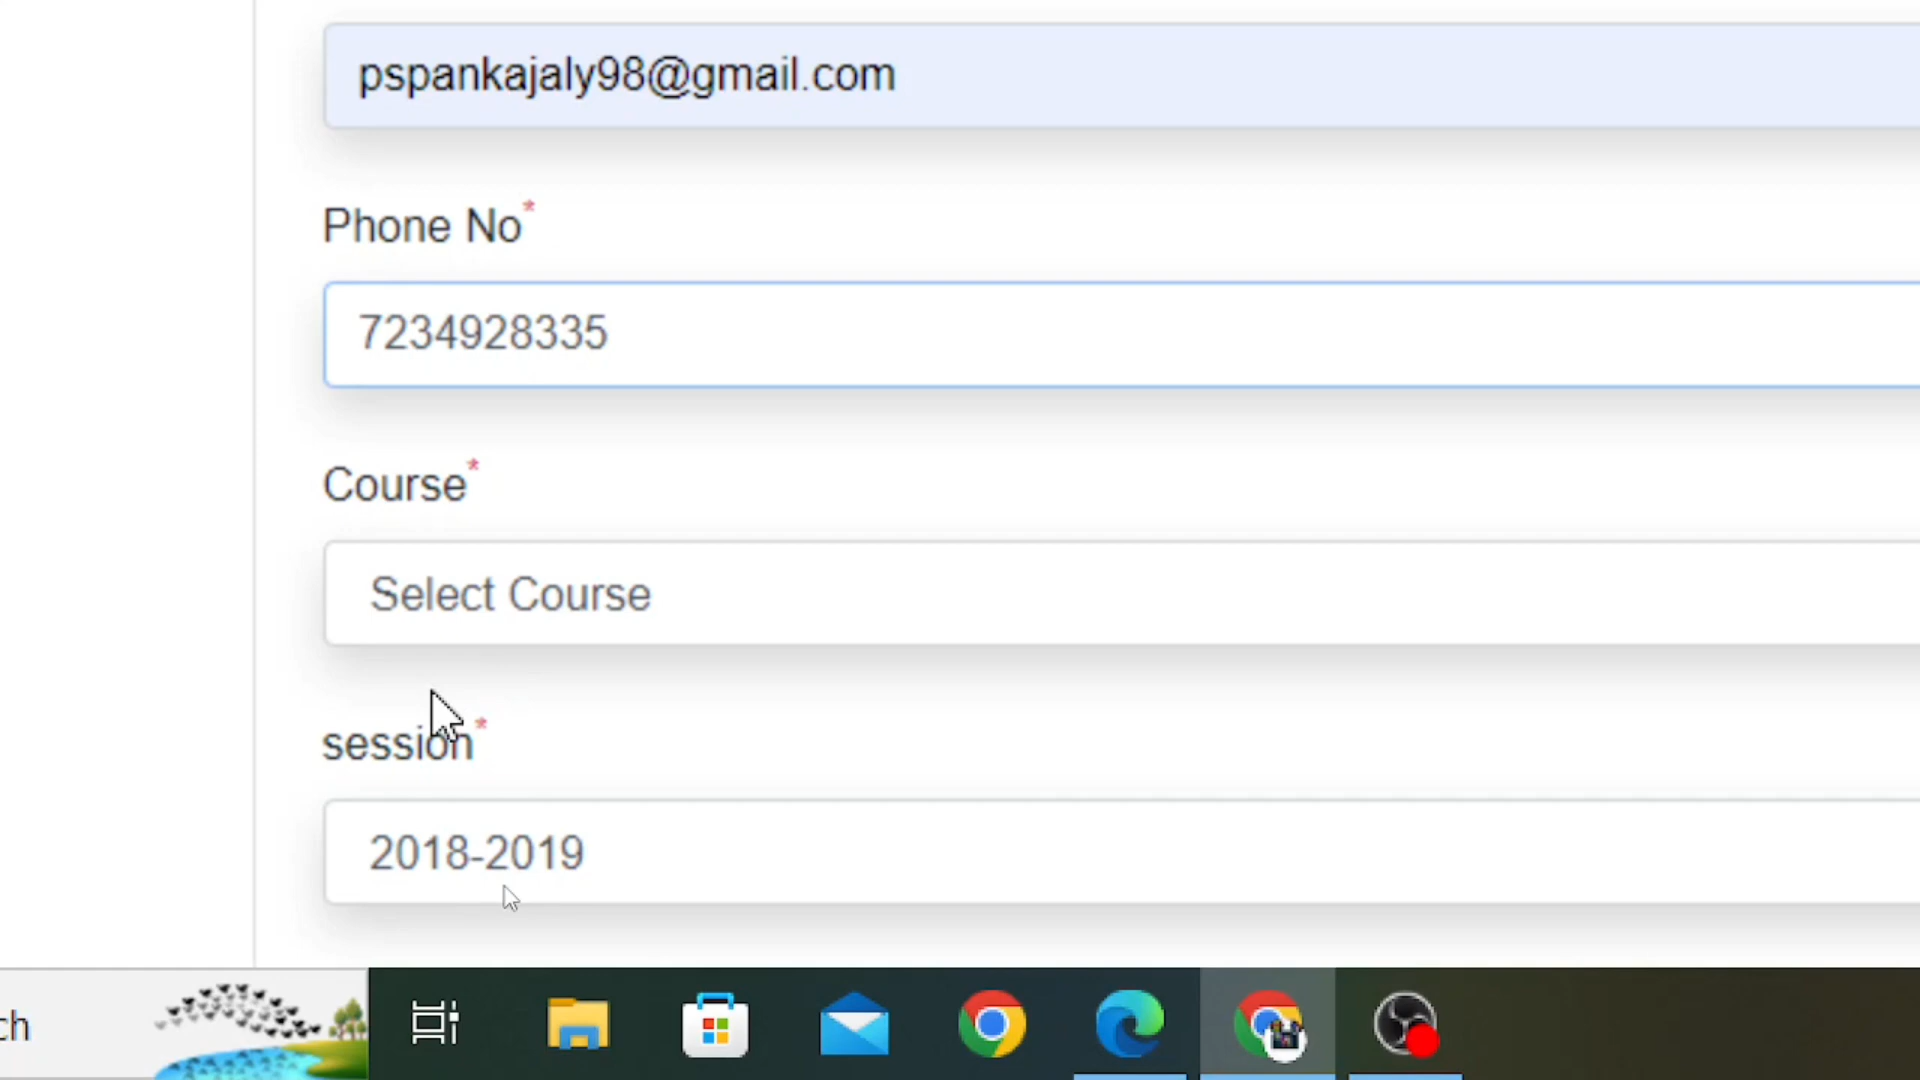 pspankajaly98@gmail.com
Phone No*
7234928335
Course*
Select Course
session*
2018-2019
ch